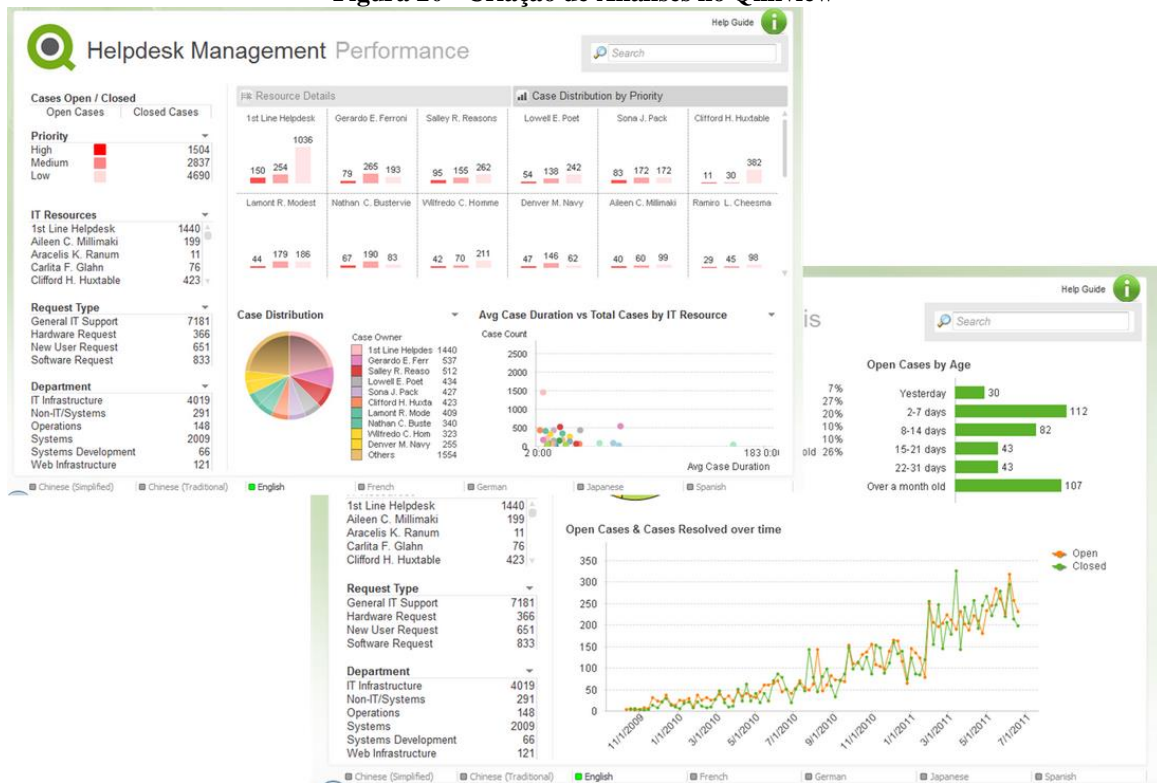 Figura 20 - Criação de Análises no Qlikview
Help Guide
Helpdesk Management Performance
Search
Cases Open / Closed
Open Cases Closed Cases
Priority
High 1504
Medium 2837
Low 4690
IT Resources
1st Line Helpdesk 1440
Aileen C. Millimaki 199
Aracelis K. Ranum 11
Carlita F. Glahn 76
Clifford H. Huxtable 423
Request Type
General IT Support 7181
Hardware Request 366
New User Request 651
Software Request 833
Department
IT Infrastructure 4019
Non-IT/Systems 291
Operations 148
Systems 2009
Systems Development 66
Web Infrastructure 121
Resource Details
Case Distribution by Priority
1st Line Helpdesk Gerardo E. Ferroni Salley R. Reasons Lowell E. Poet Sona J. Pack Clifford H. Huxtable
150 254 1036 79 265 193 95 155 262 54 138 242 83 172 172 11 30 382
Lamont R. Modest Nathan C. Bustervie Wilfredo C. Homme Denver M. Navy Aileen C. Millimaki Ramiro L. Cheesma
44 179 186 67 190 83 42 70 211 47 146 62 40 60 99 29 45 98
Case Distribution
Case Owner
1st Line Helpdes 1440
Gerardo E. Ferr 537
Salley R. Reaso 512
Lowell E. Poet 434
Sona J. Pack 427
Clifford H. Huxta 423
Lamont R. Mode 409
Nathan C. Buste 340
Wilfredo C. Hom 323
Denver M. Navy 255
Others 1554
Avg Case Duration vs Total Cases by IT Resource
Case Count
2500
2000
1500
1000
500
0
2 0:00 183 0:0
Avg Case Duration
Chinese (Simplified) Chinese (Traditional) English French German Japanese Spanish
Help Guide
is
Search
7%
27%
20%
10%
10%
old 26%
Open Cases by Age
Yesterday 30
2-7 days 112
8-14 days 82
15-21 days 43
22-31 days 43
Over a month old 107
1st Line Helpdesk 1440
Aileen C. Millimaki 199
Aracelis K. Ranum 11
Carlita F. Glahn 76
Clifford H. Huxtable 423
Request Type
General IT Support 7181
Hardware Request 366
New User Request 651
Software Request 833
Department
IT Infrastructure 4019
Non-IT/Systems 291
Operations 148
Systems 2009
Systems Development 66
Web Infrastructure 121
Open Cases & Cases Resolved over time
Open
Closed
350
300
250
200
150
100
50
0
11/1/2009 1/1/2010 3/1/2010 5/1/2010 7/1/2010 9/1/2010 11/1/2010 1/1/2011 3/1/2011 5/1/2011 7/1/2011
Chinese (Simplified) Chinese (Traditional) English French German Japanese Spanish